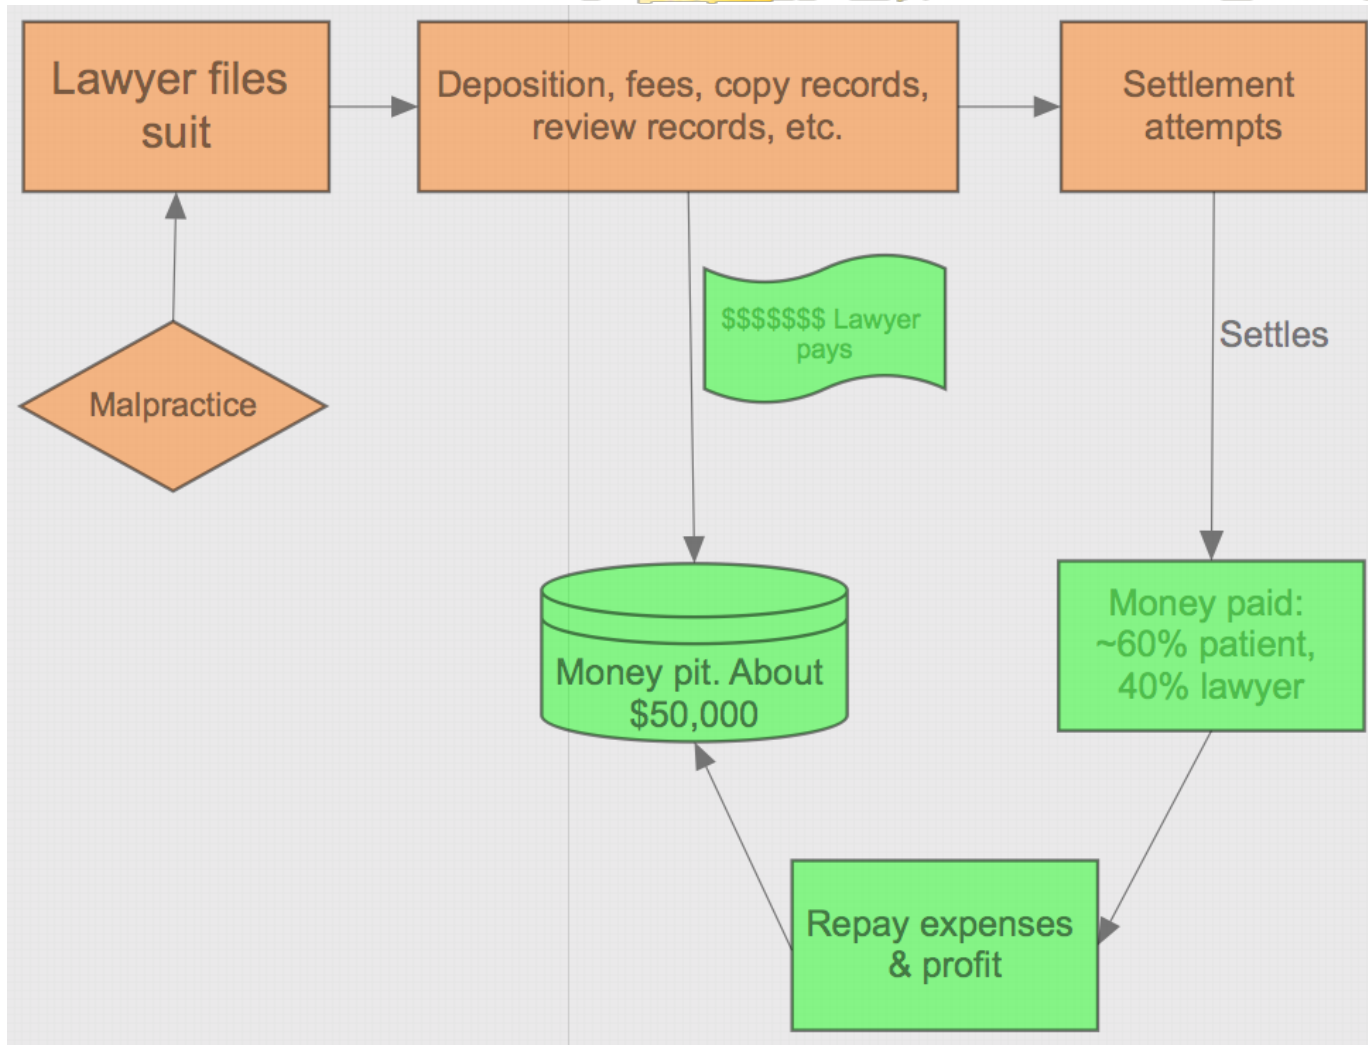 Lawyer files
suit
Deposition, fees, copy records,
review records, etc.
Settlement
attempts
$$$$$$$ Lawyer
pays
Settles
Malpractice
Money pit. About
$50,000
Money paid:
~60% patient,
40% lawyer
Repay expenses
& profit